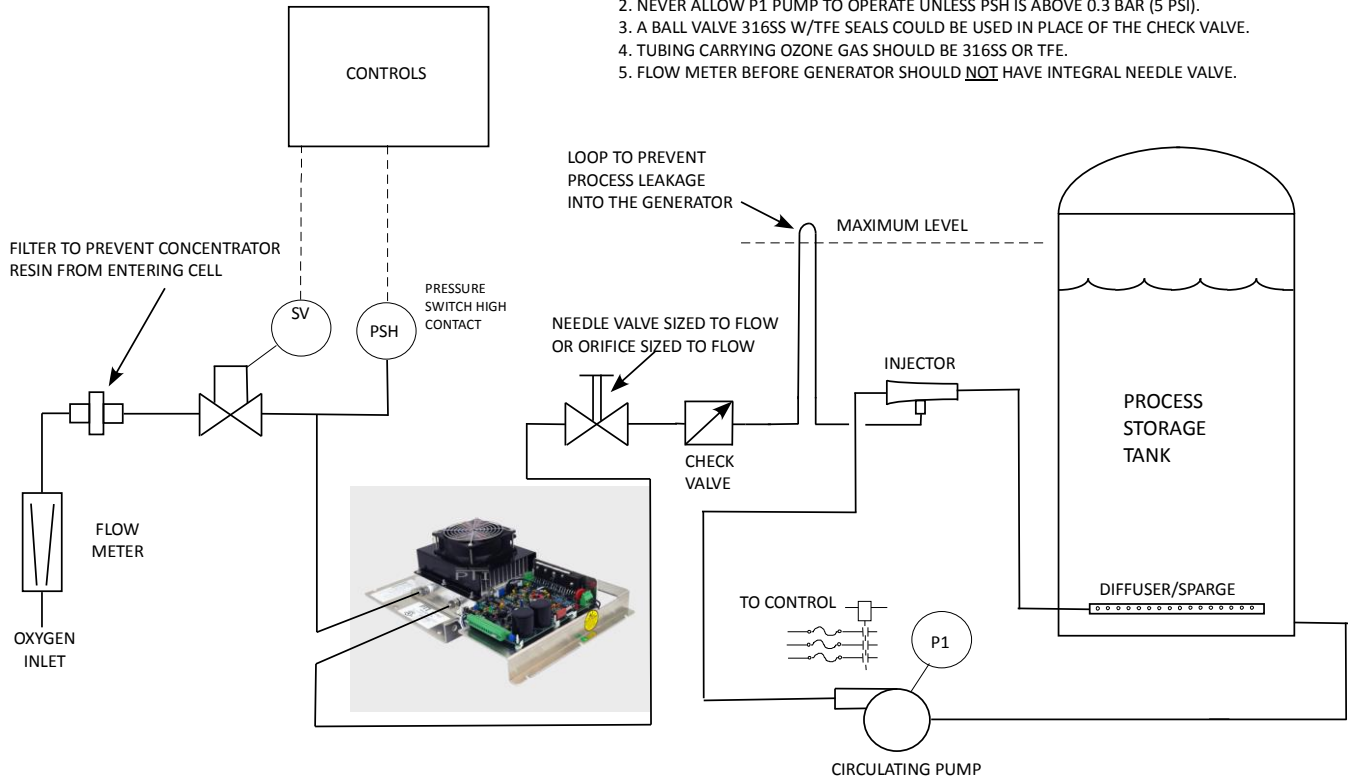 2. NEVER ALLOW P1 PUMP TO OPERATE UNLESS PSH IS ABOVE 0.3 BAR (5 PSI).
3. A BALL VALVE 316SS W/TFE SEALS COULD BE USED IN PLACE OF THE CHECK VALVE.
4. TUBING CARRYING OZONE GAS SHOULD BE 316SS OR TFE.
5. FLOW METER BEFORE GENERATOR SHOULD NOT HAVE INTEGRAL NEEDLE VALVE.
CONTROLS
LOOP TO PREVENT
PROCESS LEAKAGE
INTO THE GENERATOR
MAXIMUM LEVEL
FILTER TO PREVENT CONCENTRATOR
RESIN FROM ENTERING CELL
SV
PSH
PRESSURE
SWITCH HIGH
CONTACT
NEEDLE VALVE SIZED TO FLOW
OR ORIFICE SIZED TO FLOW
INJECTOR
PROCESS
STORAGE
TANK
CHECK
VALVE
FLOW
METER
PTI
DIFFUSER/SPARGE
TO CONTROL
P1
OXYGEN
INLET
CIRCULATING PUMP